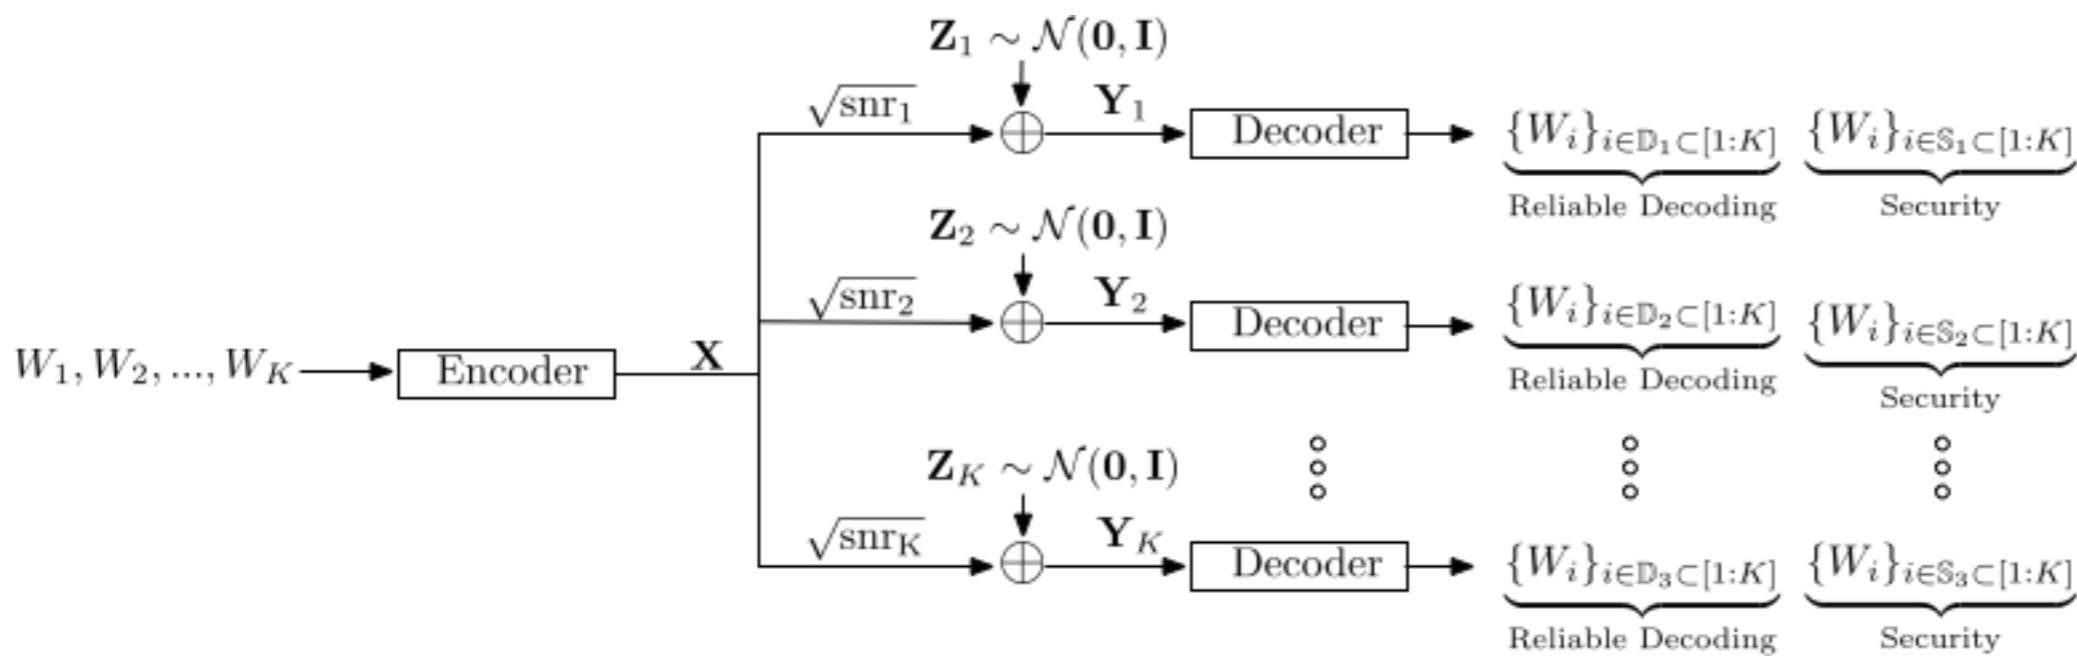 Z₁ ∼ 𝒩(0, I)
√snr₁ Y₁ Decoder {Wᵢ}ᵢ∈𝔻₁⊂[1:K] {Wᵢ}ᵢ∈𝕊₁⊂[1:K]
Reliable Decoding Security
Z₂ ∼ 𝒩(0, I)
√snr₂ Y₂ Decoder {Wᵢ}ᵢ∈𝔻₂⊂[1:K] {Wᵢ}ᵢ∈𝕊₂⊂[1:K]
Reliable Decoding Security
W₁, W₂, ..., W_K Encoder X
Z_K ∼ 𝒩(0, I)
√snr_K Y_K Decoder {Wᵢ}ᵢ∈𝔻₃⊂[1:K] {Wᵢ}ᵢ∈𝕊₃⊂[1:K]
Reliable Decoding Security